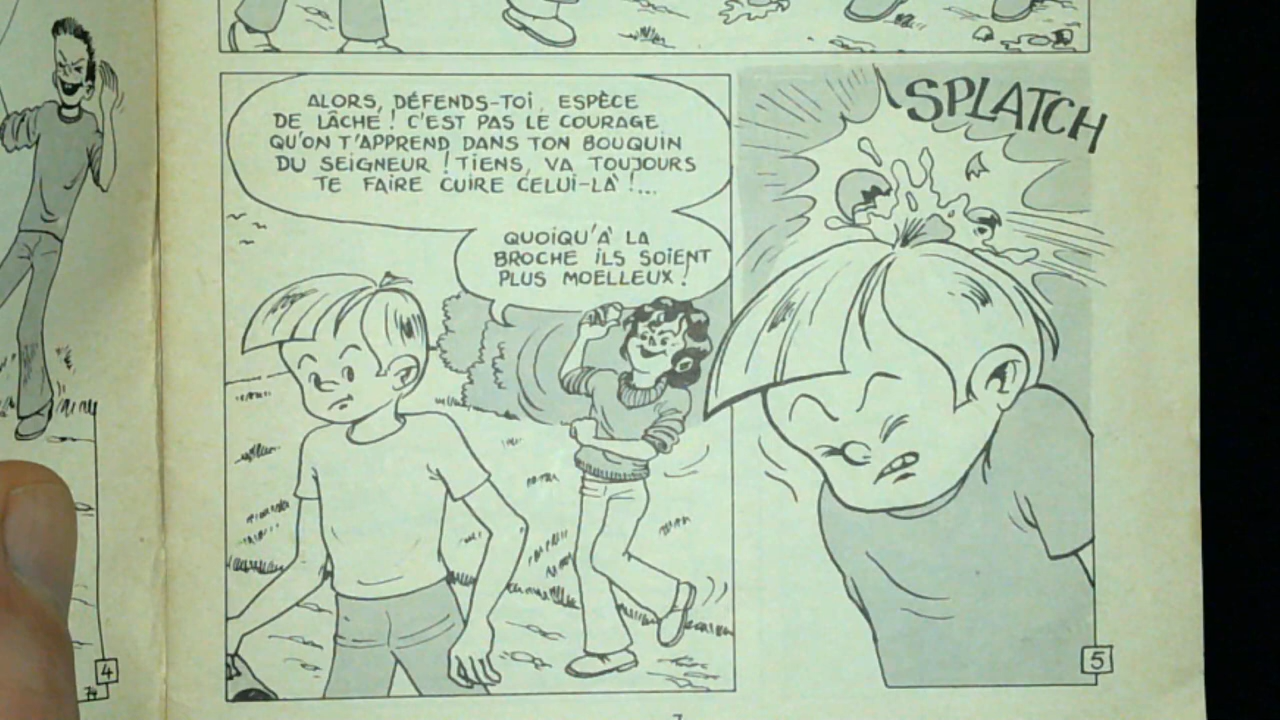 ALORS, DÉFENDS-TOI, ESPÈCE
DE LÂCHE ! C'EST PAS LE COURAGE
QU'ON T'APPREND DANS TON BOUQUIN
DU SEIGNEUR ! TIENS, VA TOUJOURS
TE FAIRE CUIRE CELUI-LÀ !...
QUOIQU'À LA
BROCHE ILS SOIENT
PLUS MOELLEUX !
SPLATCH
4
74
5